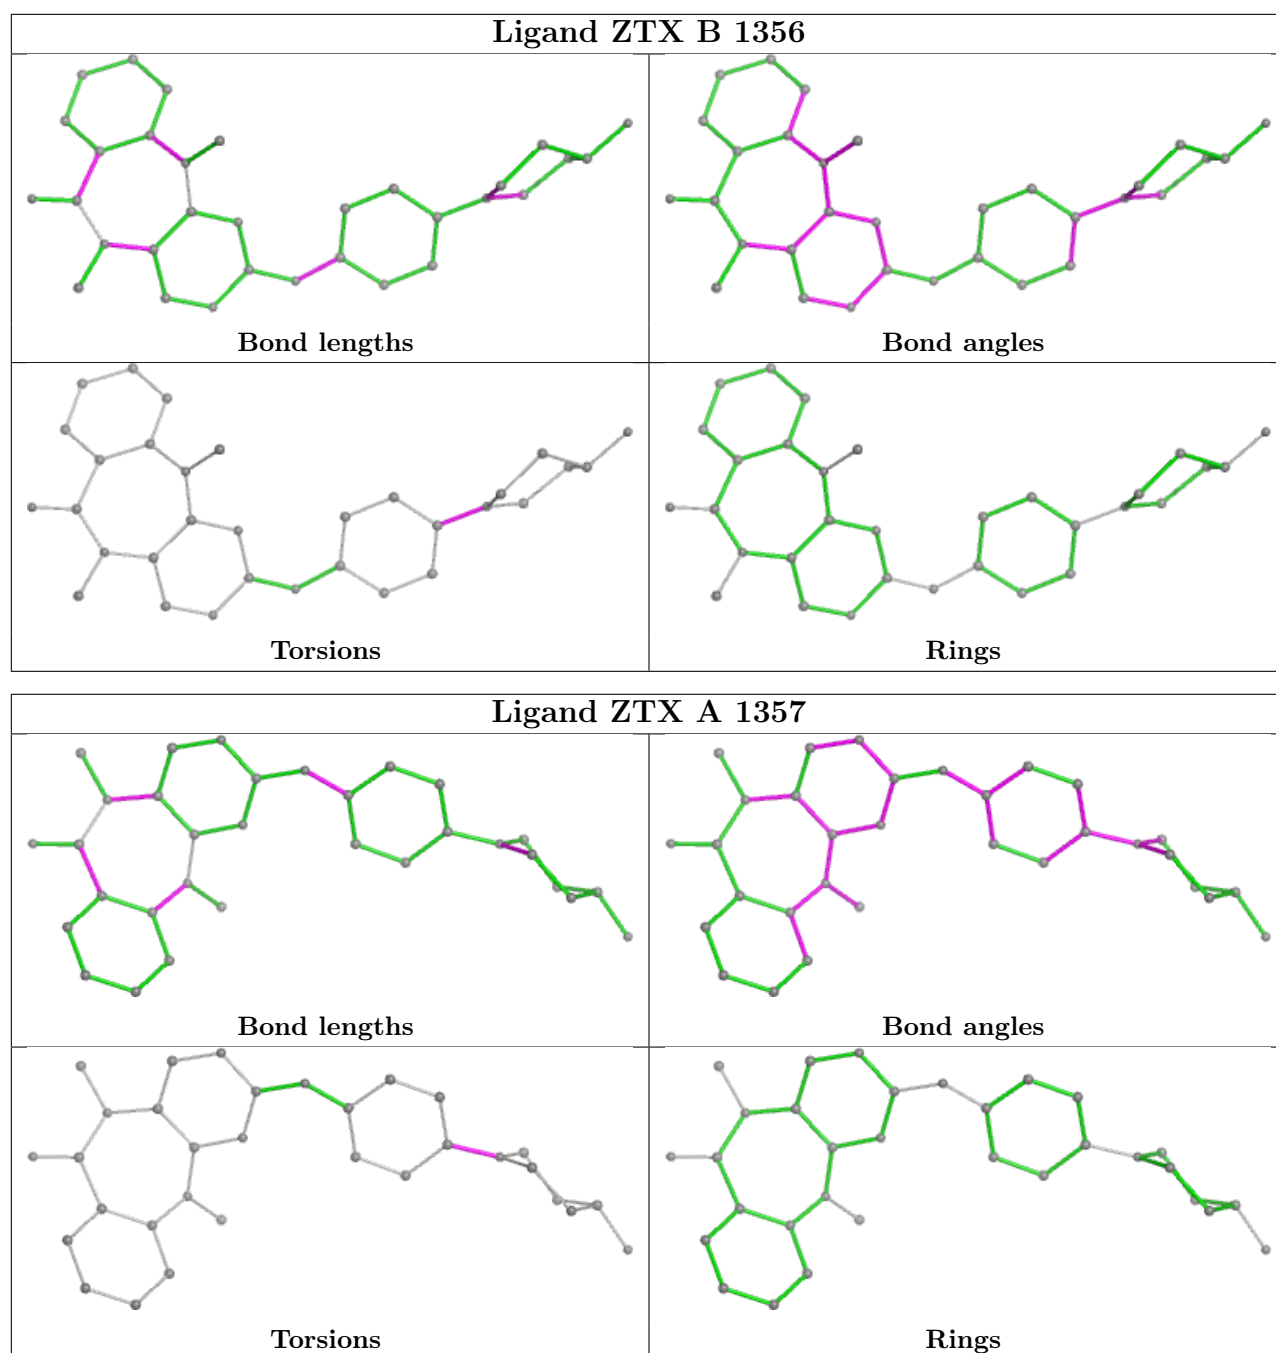 Ligand ZTX B 1356
Bond lengths
Bond angles
Torsions
Rings
Ligand ZTX A 1357
Bond lengths
Bond angles
Torsions
Rings